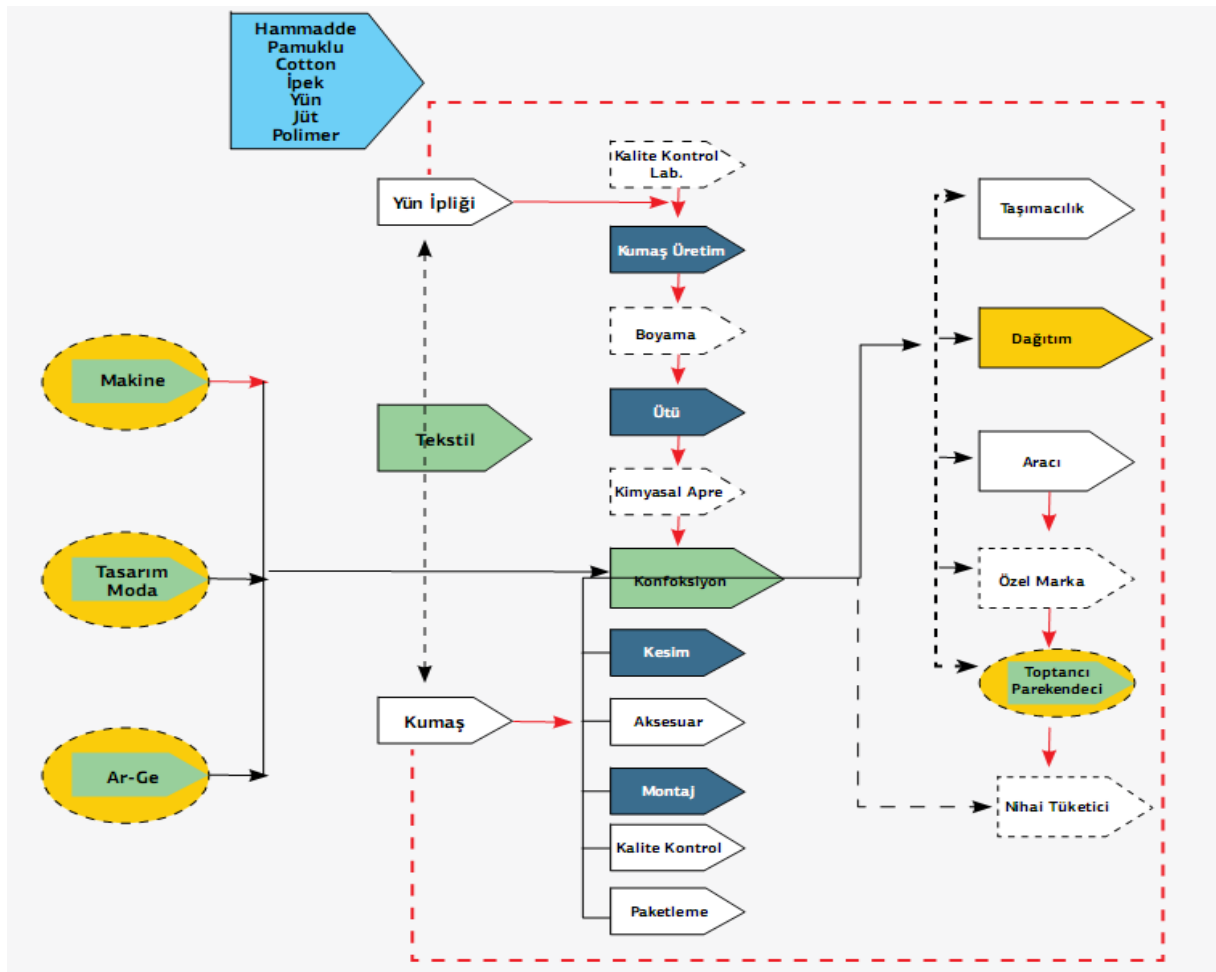 Hammadde
Pamuklu
Cotton
İpek
Yün
Jüt
Polimer
Kalite Kontrol
Lab.
Yün İpliği
Taşımacılık
Kumaş Üretim
Boyama
Dağıtım
Makine
Ütü
Tekstil
Aracı
Kimyasal Apre
Tasarım
Moda
Konfoksiyon
Özel Marka
Kesim
Toptancı
Parekendeci
Kumaş
Aksesuar
Ar-Ge
Montaj
Nihai Tüketici
Kalite Kontrol
Paketleme